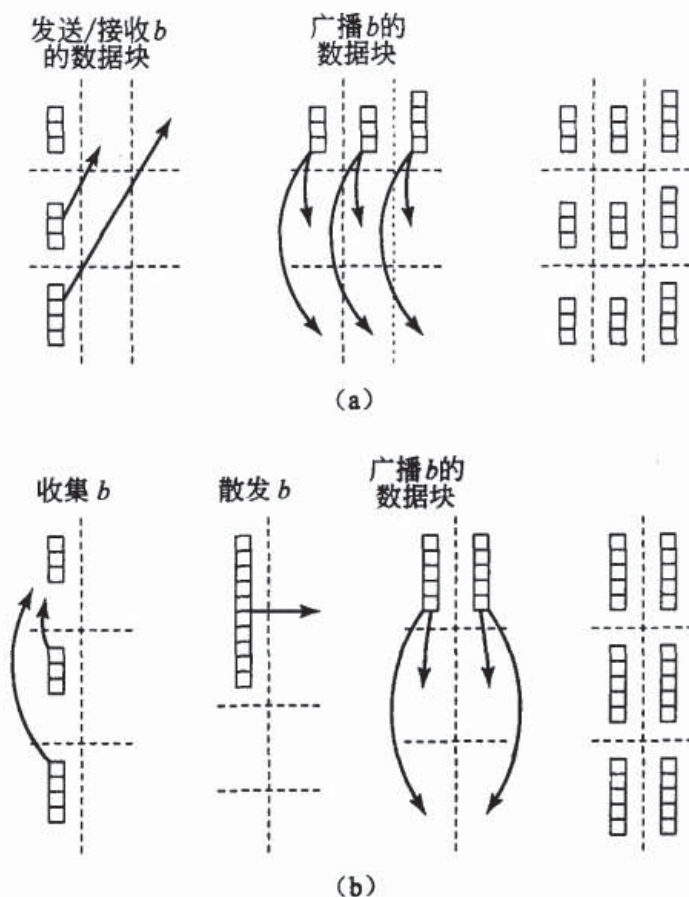 发送/接收b
的数据块
广播b的
数据块
(a)
收集 b
散发 b
广播b的
数据块
(b)